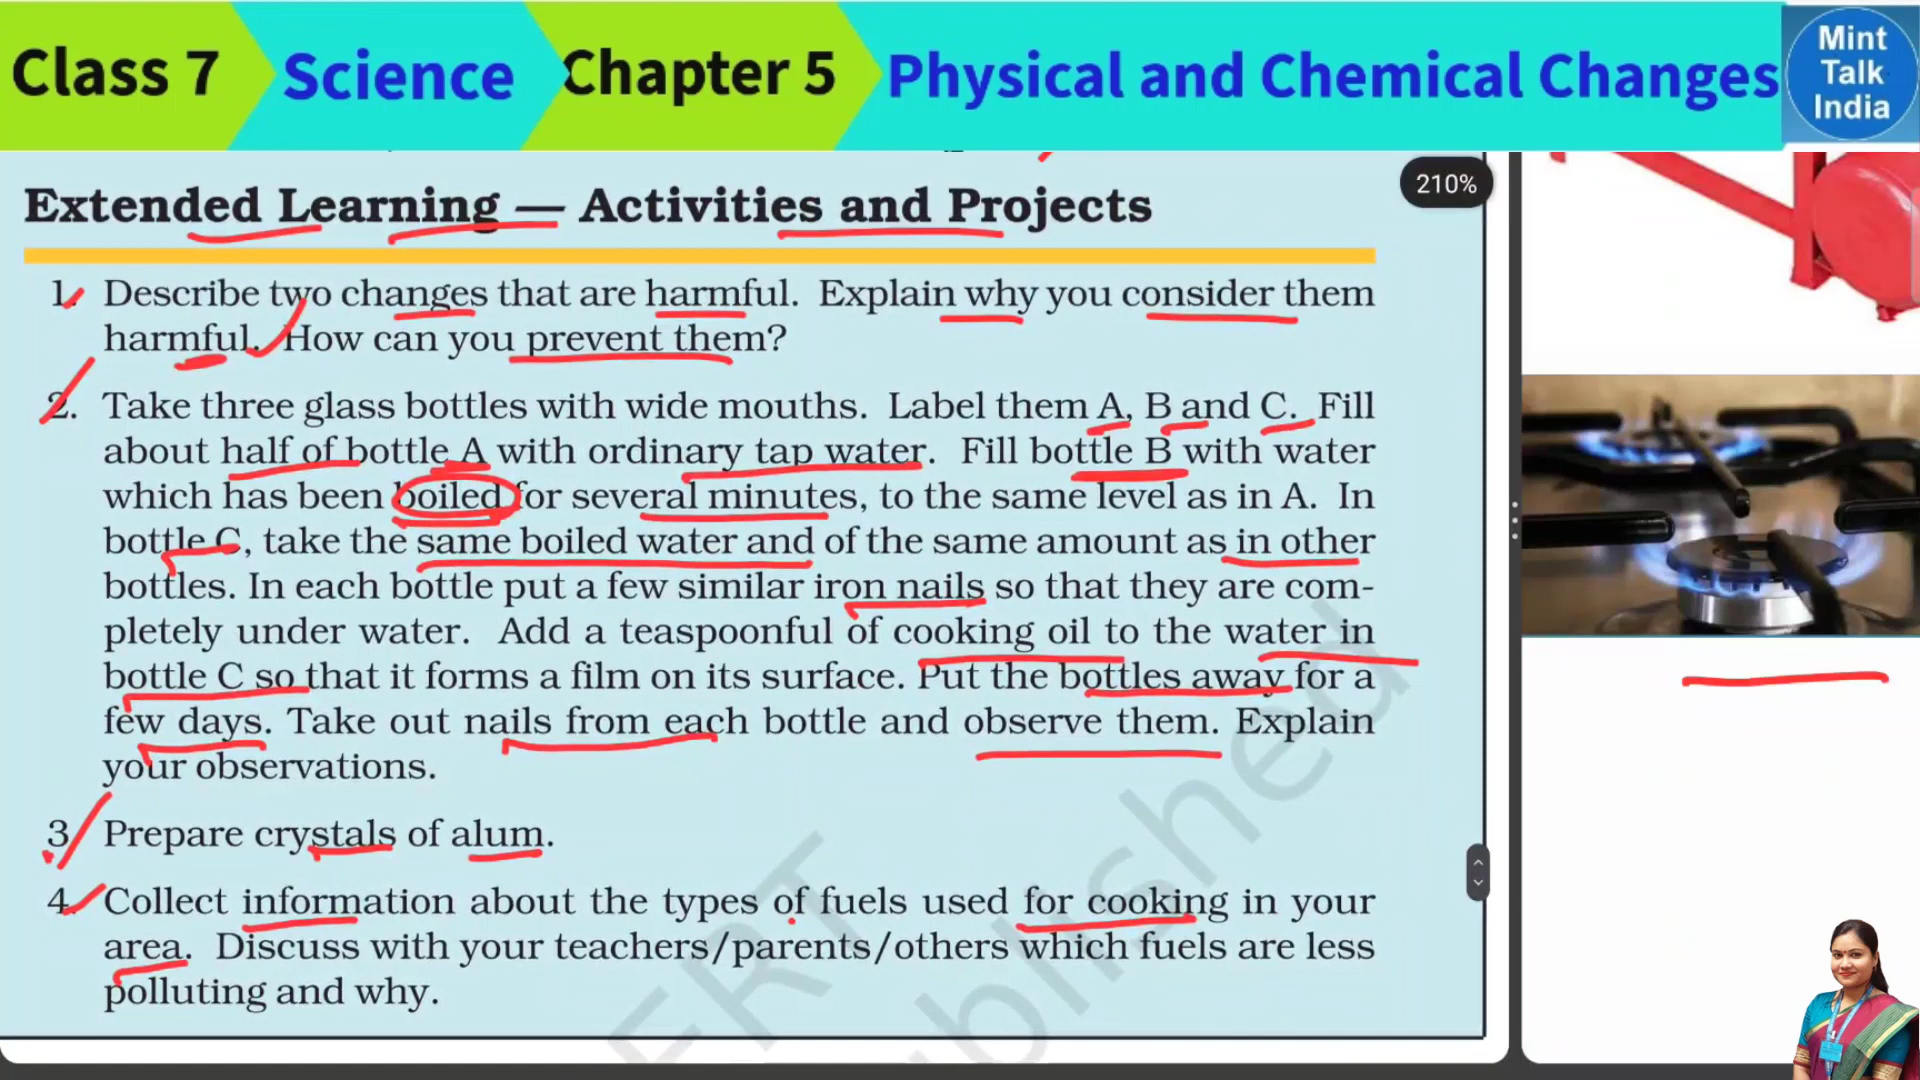 Class 7
Science
Chapter 5
Physical and Chemical Changes
Mint
Talk
India
210%
Extended Learning — Activities and Projects
1. Describe two changes that are harmful. Explain why you consider them
harmful. How can you prevent them?
2. Take three glass bottles with wide mouths. Label them A, B and C. Fill
about half of bottle A with ordinary tap water. Fill bottle B with water
which has been boiled for several minutes, to the same level as in A. In
bottle C, take the same boiled water and of the same amount as in other
bottles. In each bottle put a few similar iron nails so that they are com-
pletely under water. Add a teaspoonful of cooking oil to the water in
bottle C so that it forms a film on its surface. Put the bottles away for a
few days. Take out nails from each bottle and observe them. Explain
your observations.
3. Prepare crystals of alum.
4. Collect information about the types of fuels used for cooking in your
area. Discuss with your teachers/parents/others which fuels are less
polluting and why.